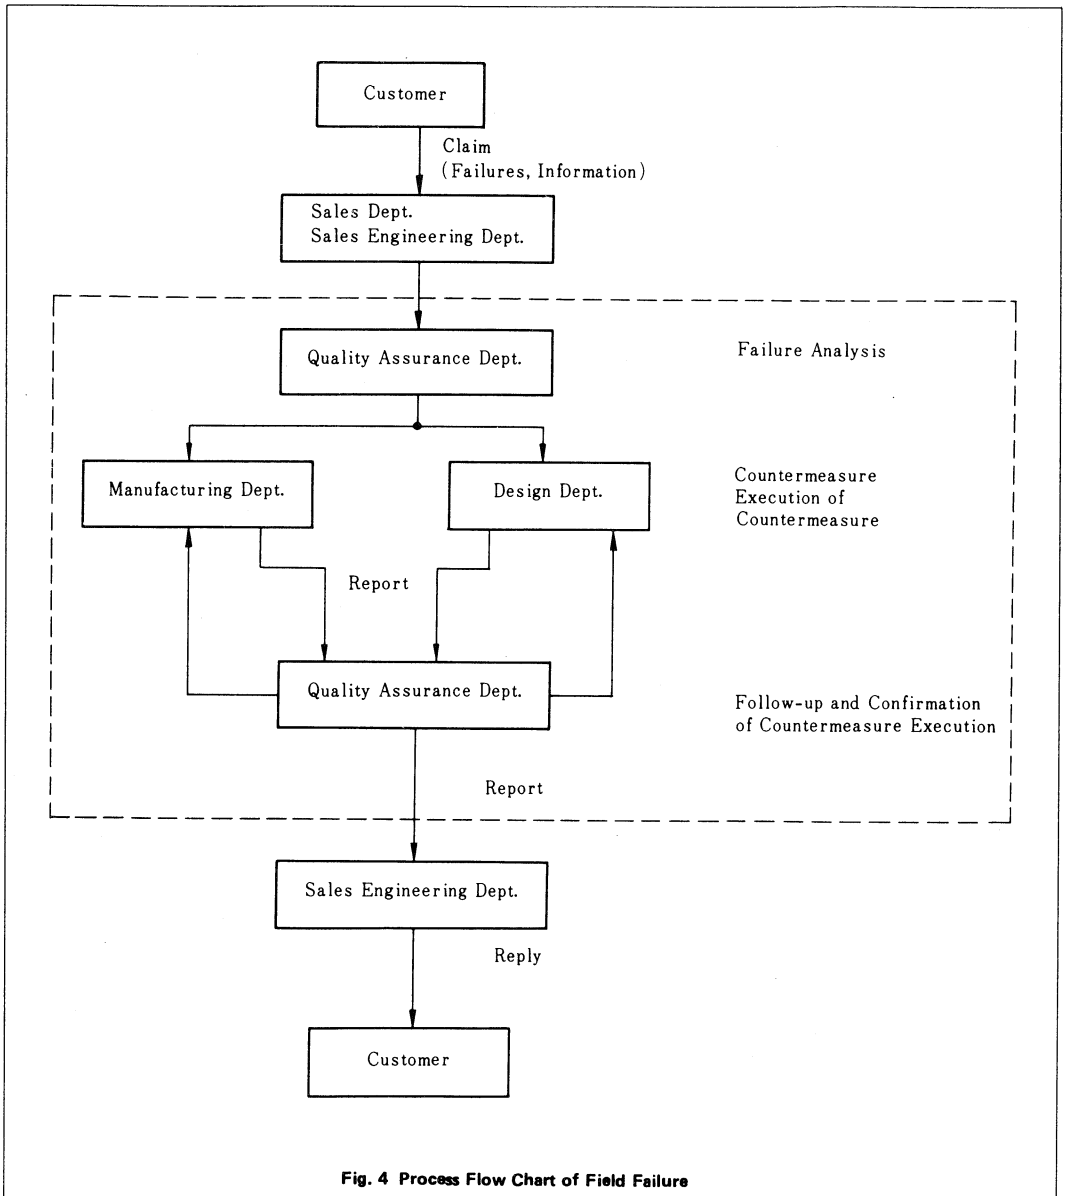 Customer
Claim
(Failures, Information)
Sales Dept.
Sales Engineering Dept.
Quality Assurance Dept.
Failure Analysis
Manufacturing Dept.
Design Dept.
Countermeasure
Execution of
Countermeasure
Report
Quality Assurance Dept.
Follow-up and Confirmation
of Countermeasure Execution
Report
Sales Engineering Dept.
Reply
Customer
Fig. 4 Process Flow Chart of Field Failure